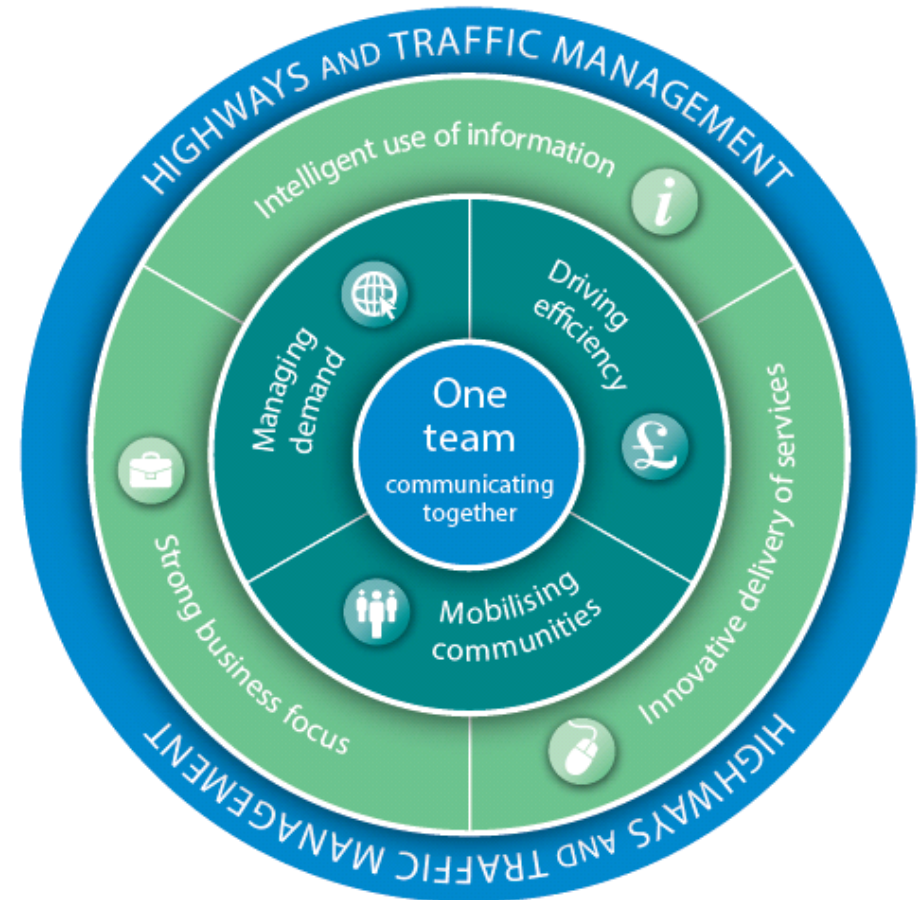 HIGHWAYS AND TRAFFIC MANAGEMENT
Intelligent use of information
i
Driving
efficiency
£
Managing
demand
One
team
communicating
together
Mobilising
communities
Innovative delivery of services
Strong business focus
HIGHWAYS AND TRAFFIC MANAGEMENT